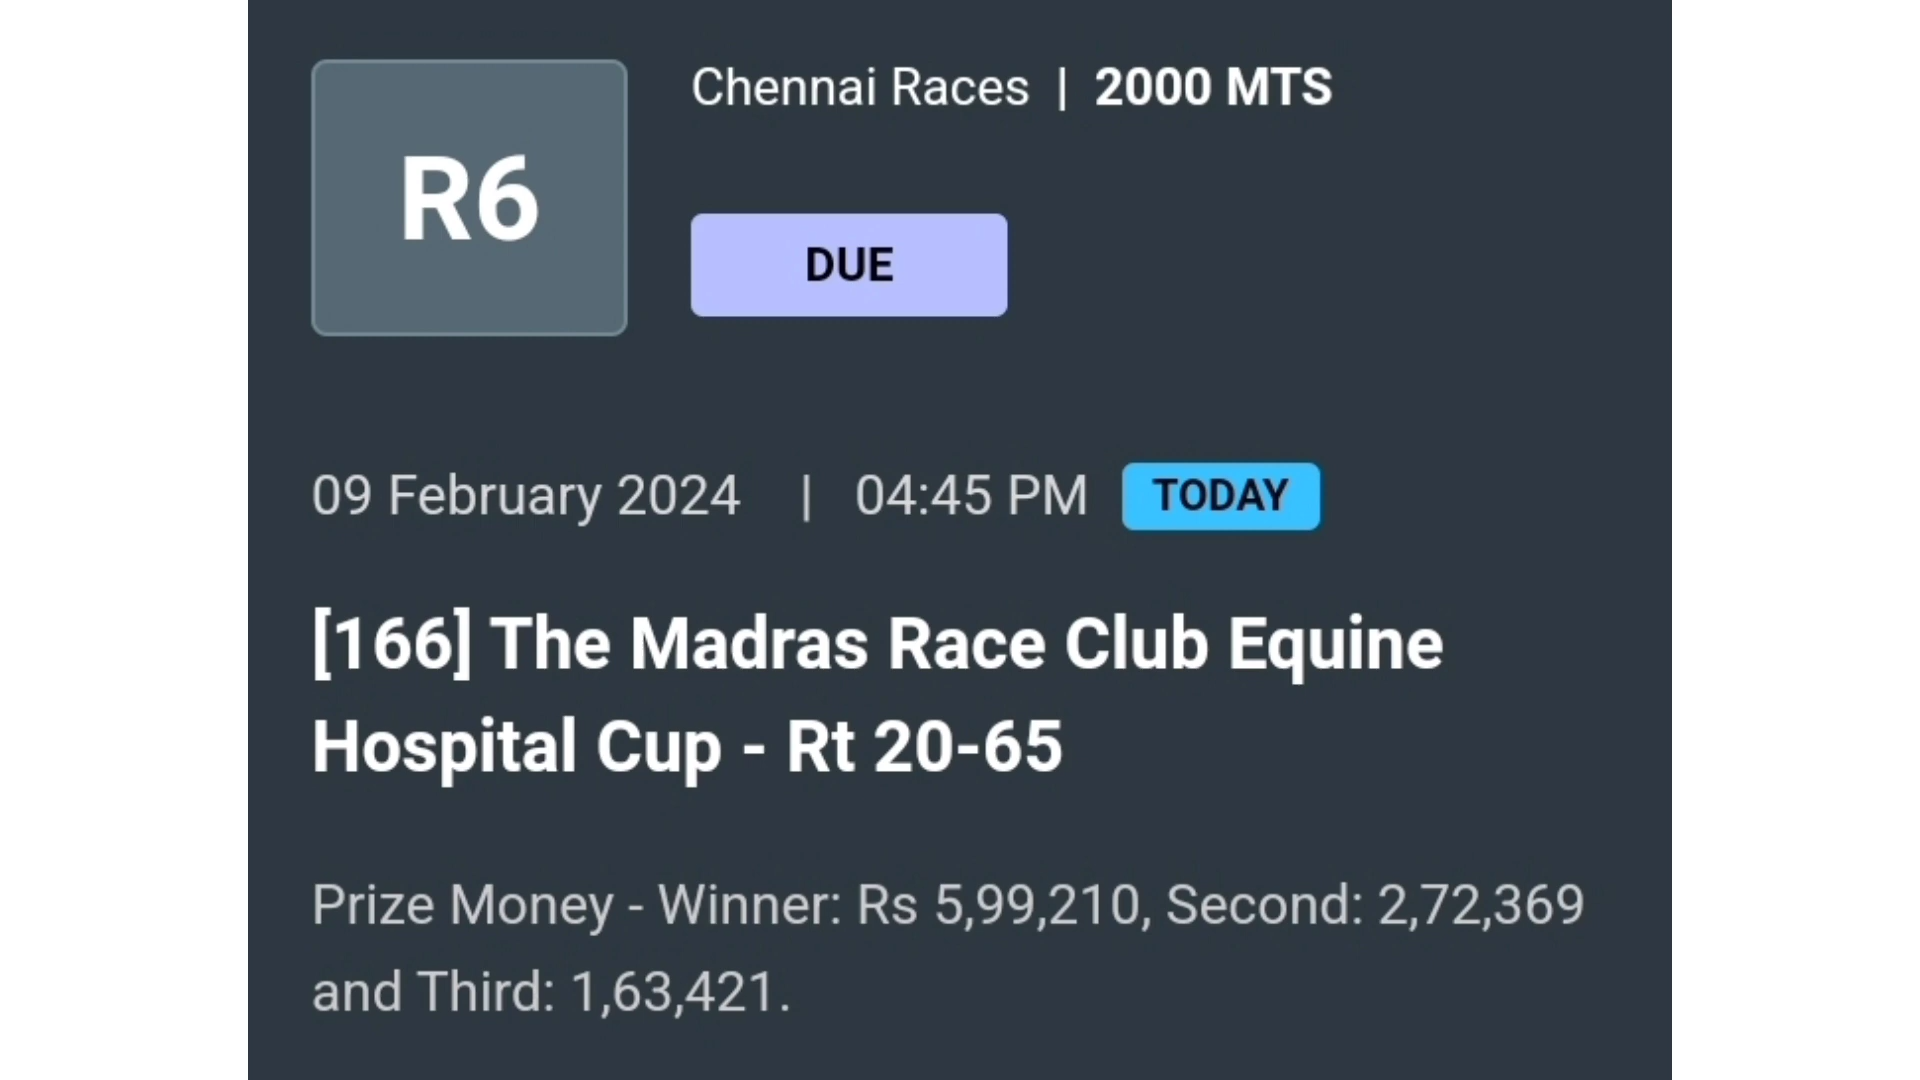 R6
Chennai Races | 2000 MTS
DUE
09 February 2024 | 04:45 PM TODAY
[166] The Madras Race Club Equine
Hospital Cup - Rt 20-65
Prize Money - Winner: Rs 5,99,210, Second: 2,72,369
and Third: 1,63,421.